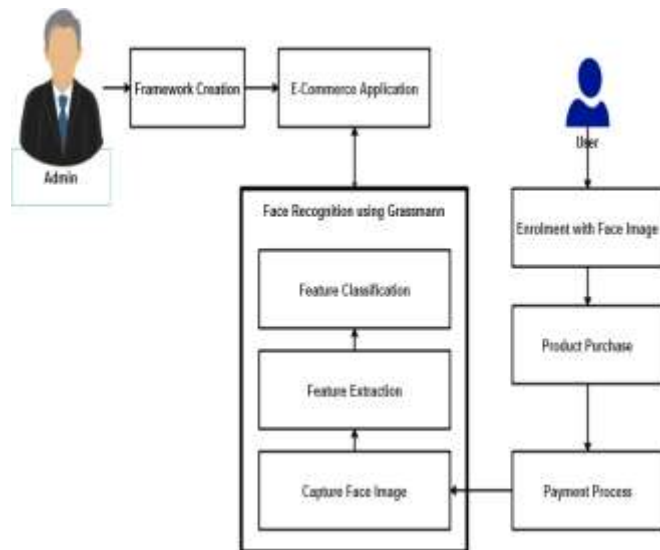 Framework Creation
E-Commerce Application
Admin
User
Face Recognition using Grassmann
Feature Classification
Feature Extraction
Capture Face Image
Enrolment with Face Image
Product Purchase
Payment Process